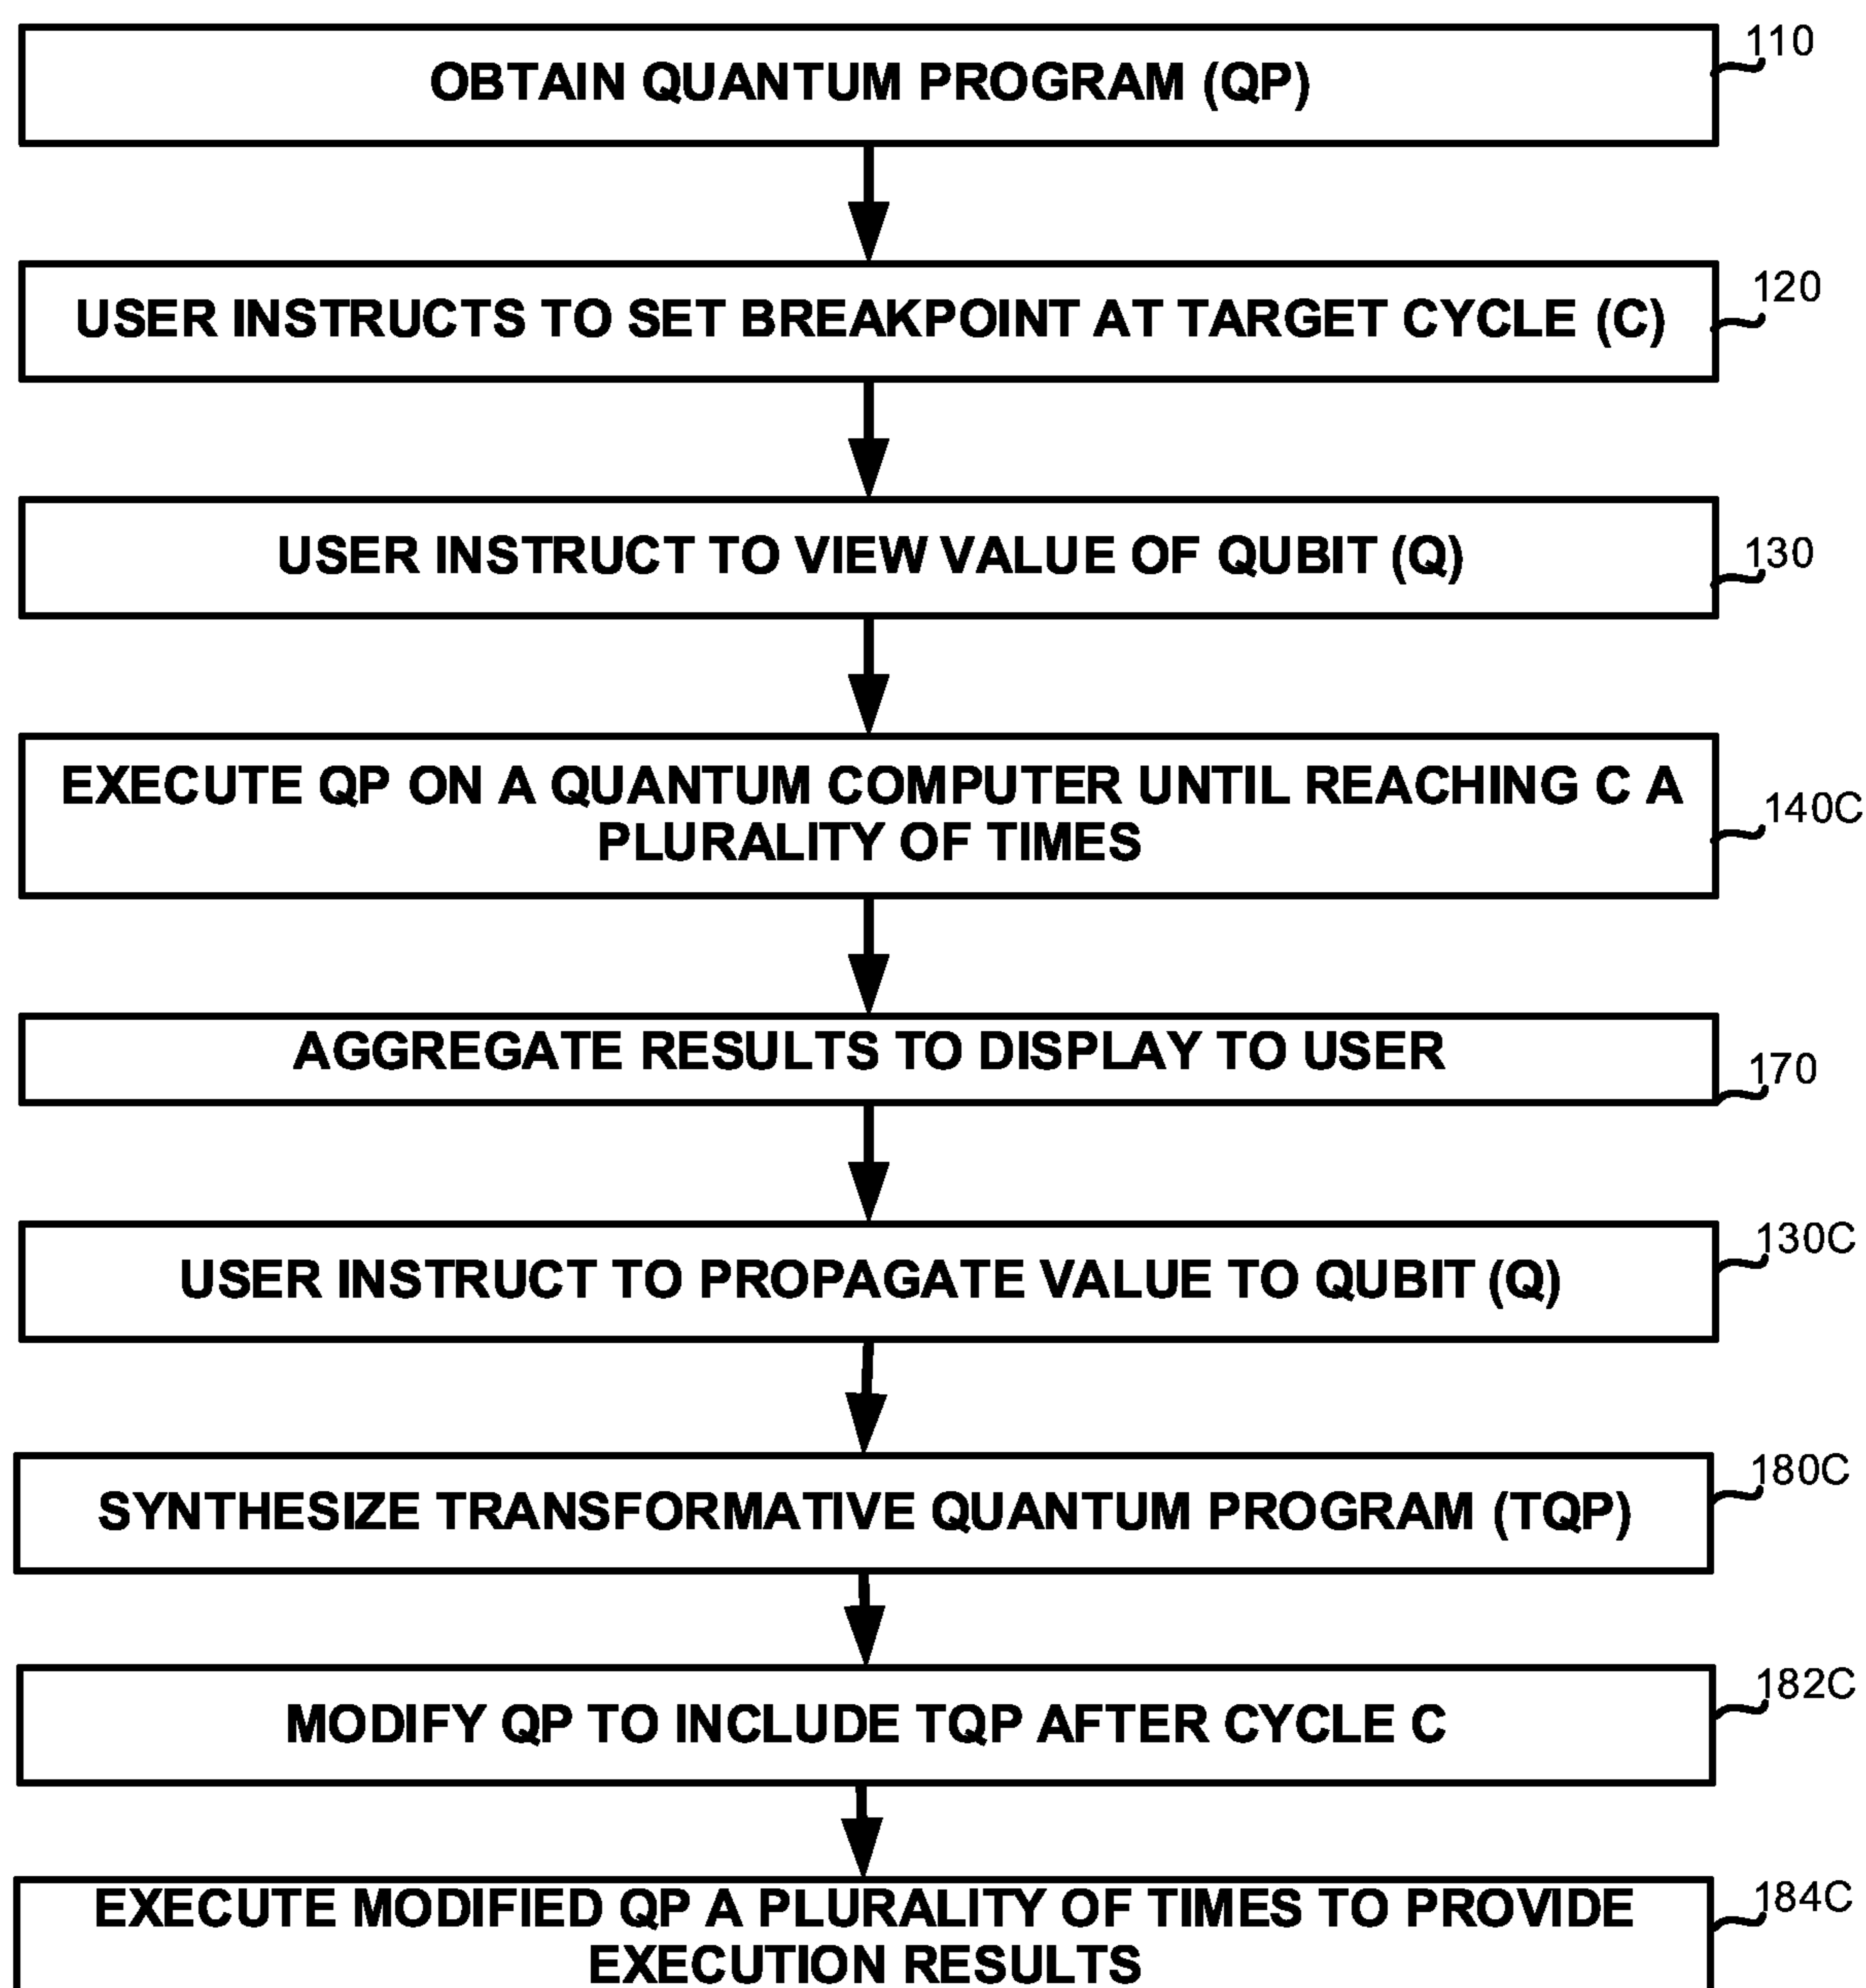 OBTAIN QUANTUM PROGRAM (QP)
110
USER INSTRUCTS TO SET BREAKPOINT AT TARGET CYCLE (C)
120
USER INSTRUCT TO VIEW VALUE OF QUBIT (Q)
130
EXECUTE QP ON A QUANTUM COMPUTER UNTIL REACHING C A
PLURALITY OF TIMES
140C
AGGREGATE RESULTS TO DISPLAY TO USER
170
USER INSTRUCT TO PROPAGATE VALUE TO QUBIT (Q)
130C
SYNTHESIZE TRANSFORMATIVE QUANTUM PROGRAM (TQP)
180C
MODIFY QP TO INCLUDE TQP AFTER CYCLE C
182C
EXECUTE MODIFIED QP A PLURALITY OF TIMES TO PROVIDE
EXECUTION RESULTS
184C